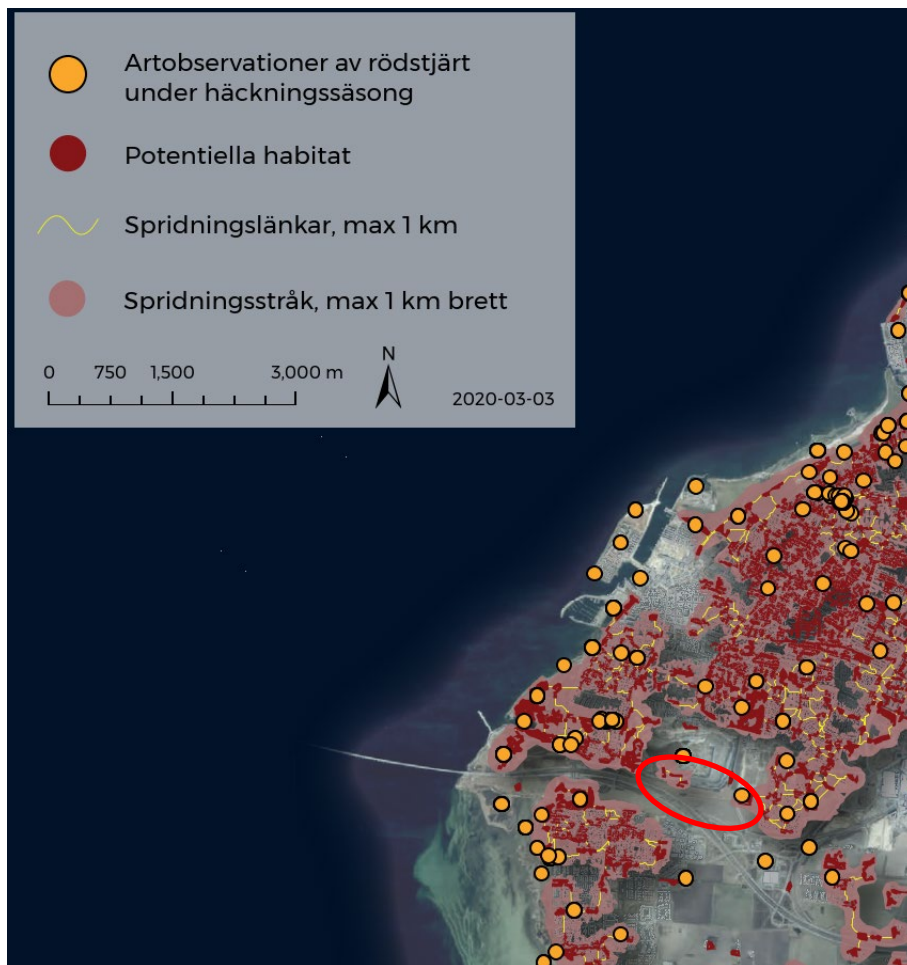 Artobservationer av rödstjärt
under häckningssäsong
Potentiella habitat
Spridningslänkar, max 1 km
Spridningsstråk, max 1 km brett
0 750 1,500 3,000 m
N
2020-03-03